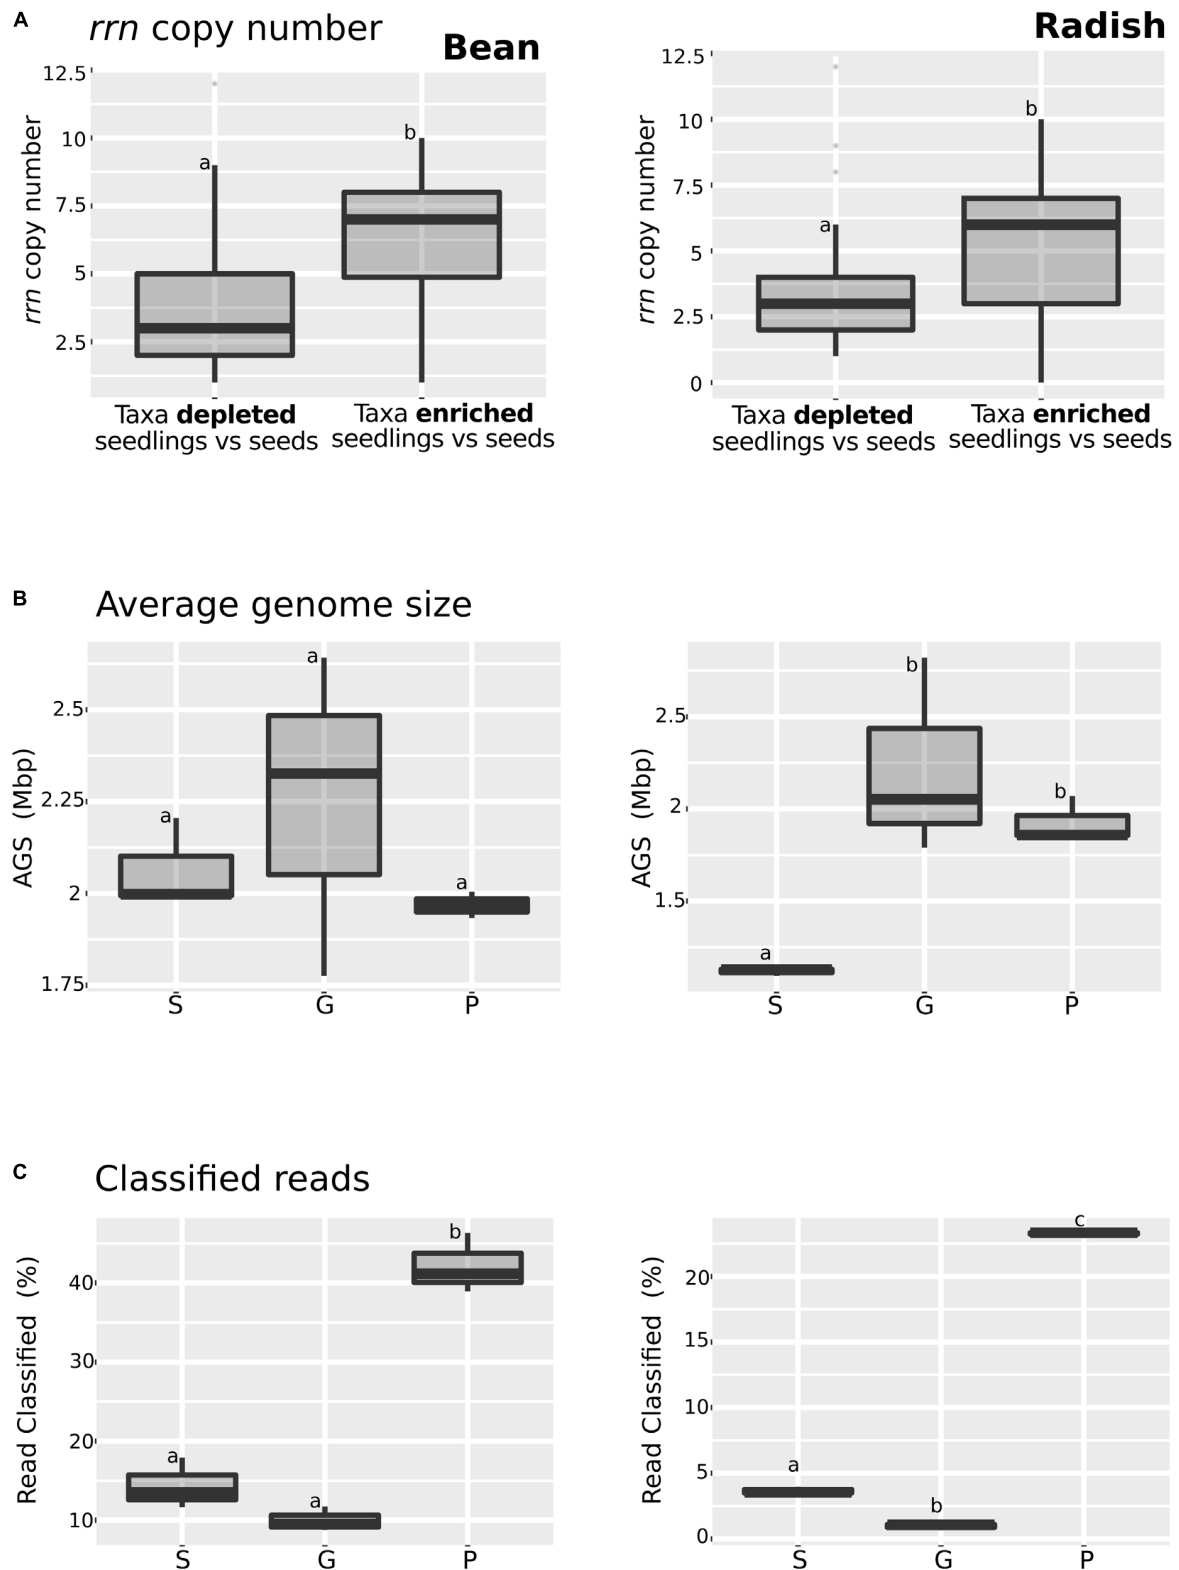 A
rrn copy number
Bean
Radish
rrn copy number
12.5
10
7.5
5
2.5
a
b
Taxa depleted
seedlings vs seeds
Taxa enriched
seedlings vs seeds
rrn copy number
12.5
10
7.5
5
2.5
0
a
b
Taxa depleted
seedlings vs seeds
Taxa enriched
seedlings vs seeds
B
Average genome size
AGS (Mbp)
2.5
2.25
2
1.75
a
a
a
S
G
P
AGS (Mbp)
2.5
2
1.5
a
b
b
S
G
P
C
Classified reads
Read Classified (%)
40
30
20
10
a
a
b
S
G
P
Read Classified (%)
20
15
10
5
0
a
b
c
S
G
P